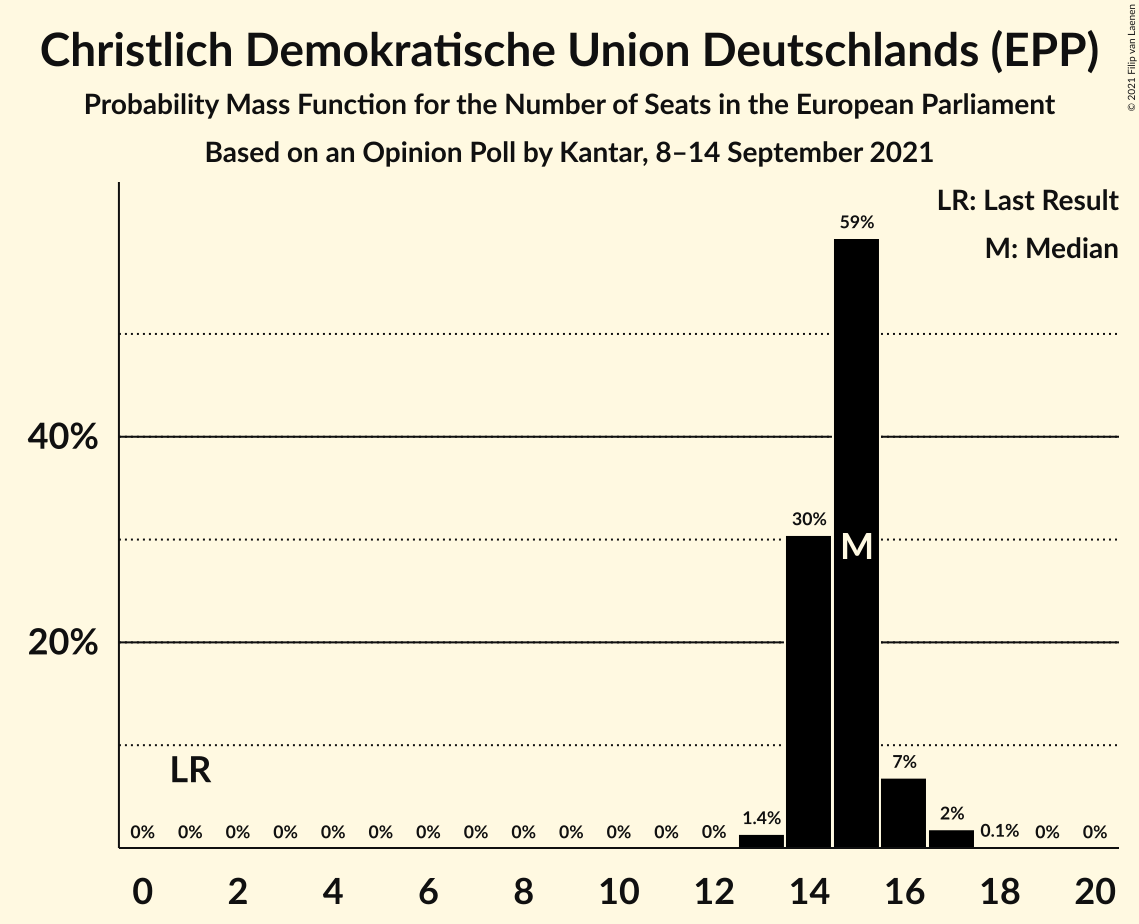 Christlich Demokratische Union Deutschlands (EPP)
Probability Mass Function for the Number of Seats in the European Parliament
Based on an Opinion Poll by Kantar, 8–14 September 2021
© 2021 Filip van Laenen
LR: Last Result
M: Median
59%
40%
30%
M
20%
LR
7%
0% 0% 0% 0% 0% 0% 0% 0% 0% 0% 0% 0% 0% 1.4% 2% 0.1% 0% 0%
0 2 4 6 8 10 12 14 16 18 20